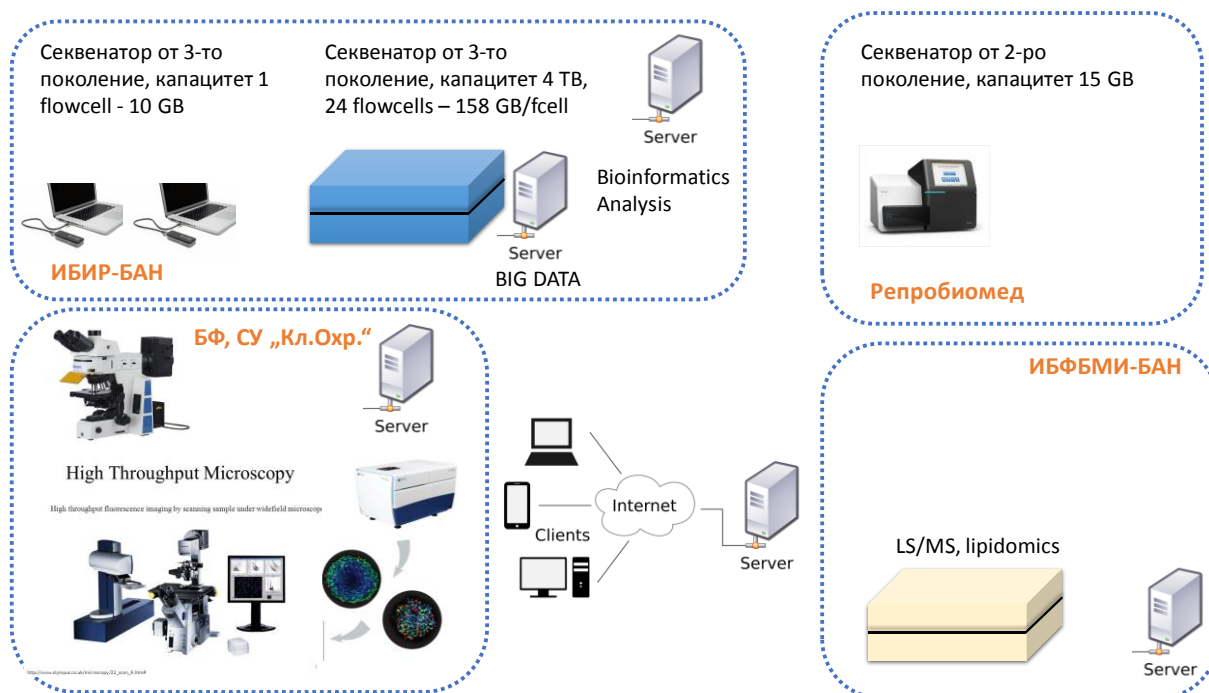 Секвенатор от 3-то
поколение, капацитет 1
flowcell - 10 GB
Секвенатор от 3-то
поколение, капацитет 4 TB,
24 flowcells – 158 GB/fcell
Server
Bioinformatics
Analysis
Server
BIG DATA
ИБИР-БАН
Секвенатор от 2-ро
поколение, капацитет 15 GB
Репробиомед
БФ, СУ „Кл.Охр.“
Server
High Throughput Microscopy
High throughput fluorescence imaging by scanning sample under widefield microscope
Internet
Clients
Server
ИБФБМИ-БАН
LS/MS, lipidomics
Server